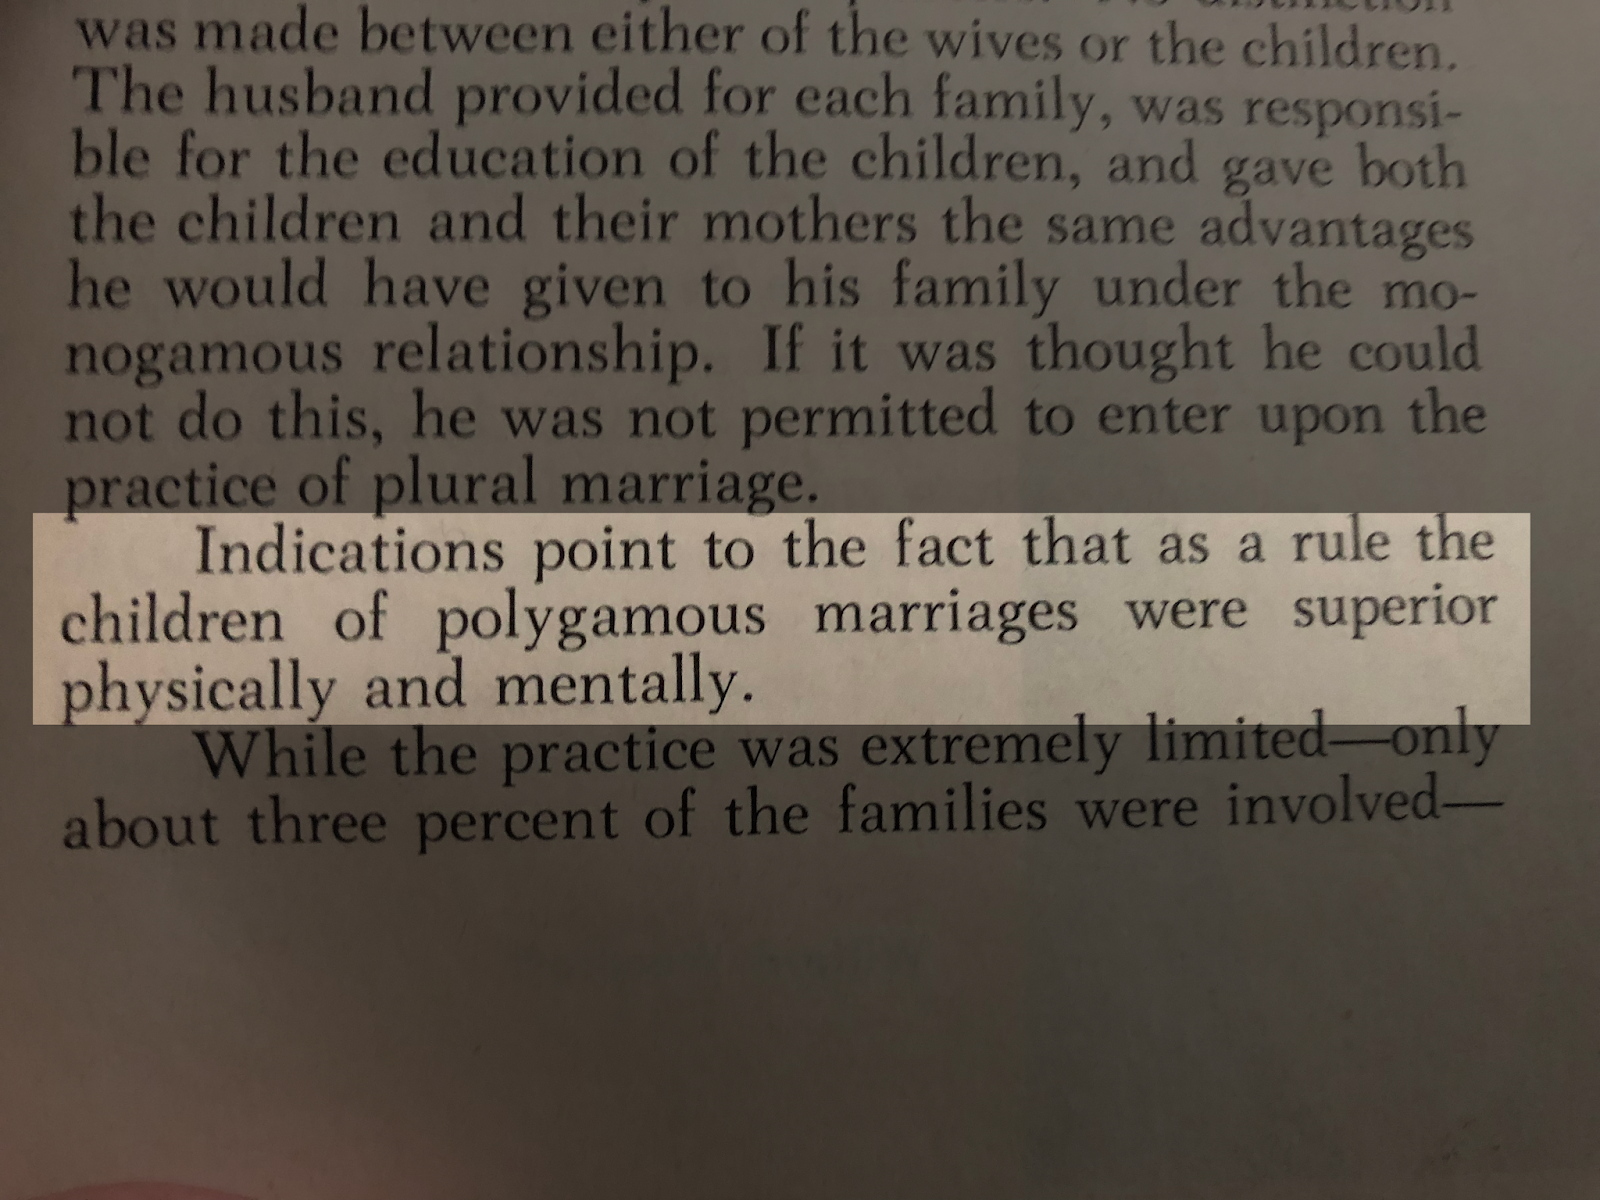 was made between either of the wives or the children.
The husband provided for each family, was responsi-
ble for the education of the children, and gave both
the children and their mothers the same advantages
he would have given to his family under the mo-
nogamous relationship. If it was thought he could
not do this, he was not permitted to enter upon the
practice of plural marriage.
Indications point to the fact that as a rule the
children of polygamous marriages were superior
physically and mentally.
While the practice was extremely limited—only
about three percent of the families were involved—